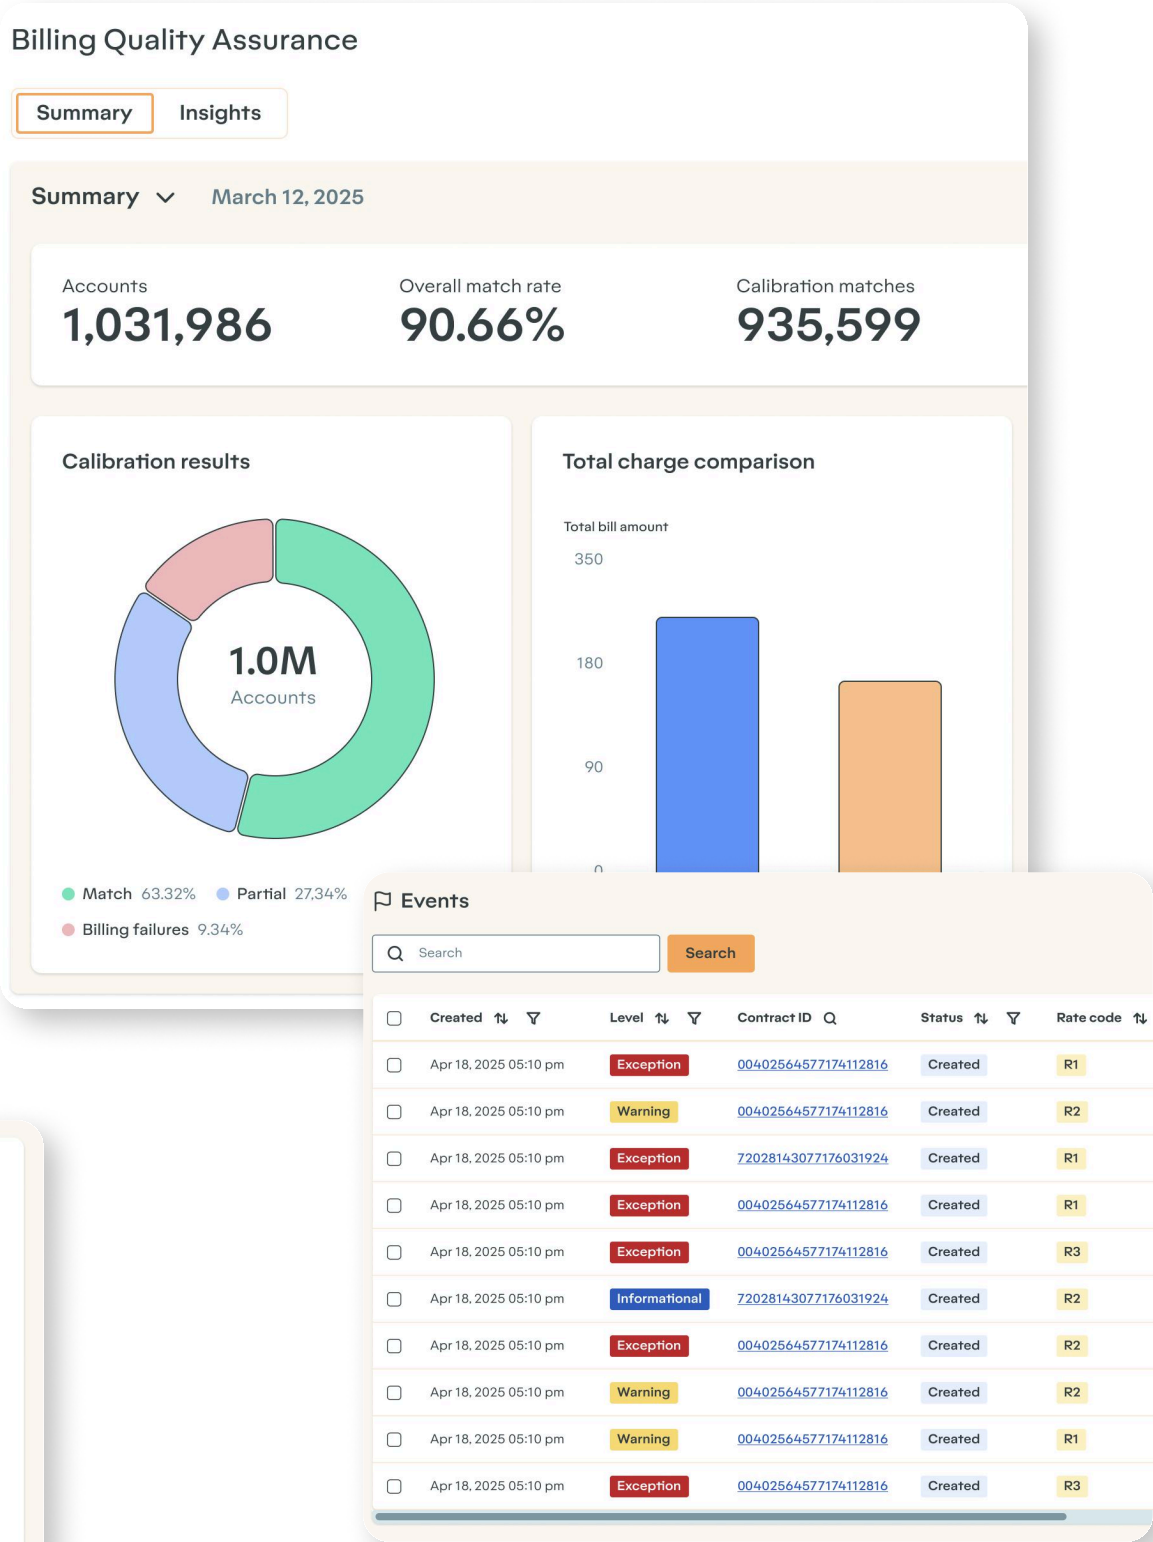 Billing Quality Assurance
Summary Insights
Summary March 12, 2025
Accounts Overall match rate Calibration matches
1,031,986 90.66% 935,599
Calibration results
1.0M
Accounts
Match 63.32% Partial 27,34%
Billing failures 9.34%
Total charge comparison
Total bill amount
350
180
90
0
Events
Search Search
Created Level Contract ID Status Rate code
Apr 18, 2025 05:10 pm Exception 00402564577174112816 Created R1
Apr 18, 2025 05:10 pm Warning 00402564577174112816 Created R2
Apr 18, 2025 05:10 pm Exception 72028143077176031924 Created R1
Apr 18, 2025 05:10 pm Exception 00402564577174112816 Created R1
Apr 18, 2025 05:10 pm Exception 00402564577174112816 Created R3
Apr 18, 2025 05:10 pm Informational 72028143077176031924 Created R2
Apr 18, 2025 05:10 pm Exception 00402564577174112816 Created R2
Apr 18, 2025 05:10 pm Warning 00402564577174112816 Created R2
Apr 18, 2025 05:10 pm Warning 00402564577174112816 Created R1
Apr 18, 2025 05:10 pm Exception 00402564577174112816 Created R3